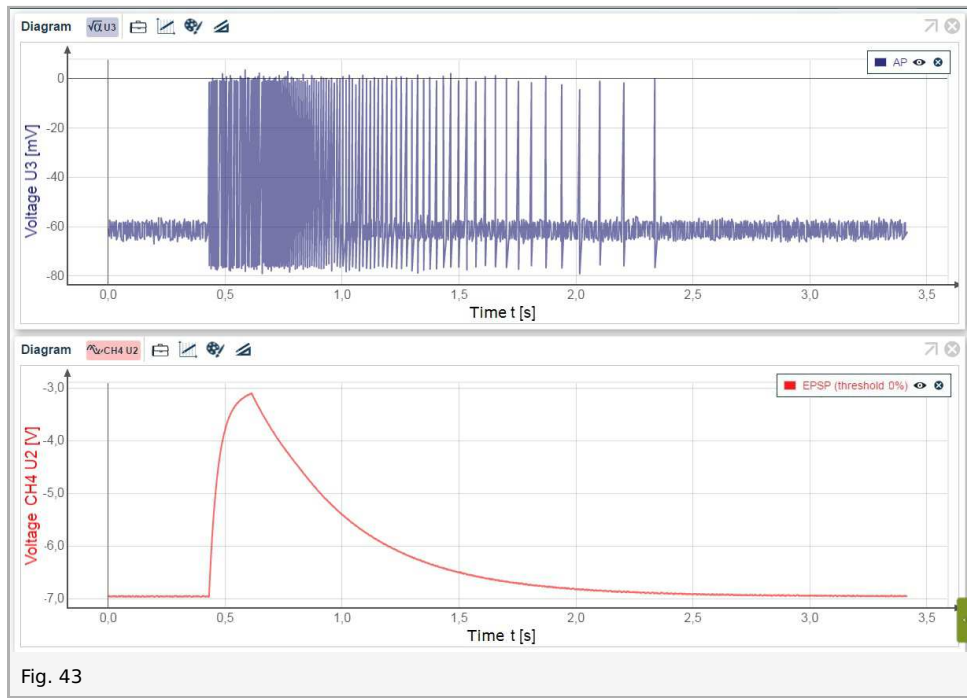 Diagram √α U3
AP
Voltage U3 [mV]
0
-20
-40
-60
-80
0,0 0,5 1,0 1,5 2,0 2,5 3,0 3,5
Time t [s]
Diagram CH4 U2
EPSP (threshold 0%)
Voltage CH4 U2 [V]
-3,0
-4,0
-5,0
-6,0
-7,0
0,0 0,5 1,0 1,5 2,0 2,5 3,0 3,5
Time t [s]
Fig. 43